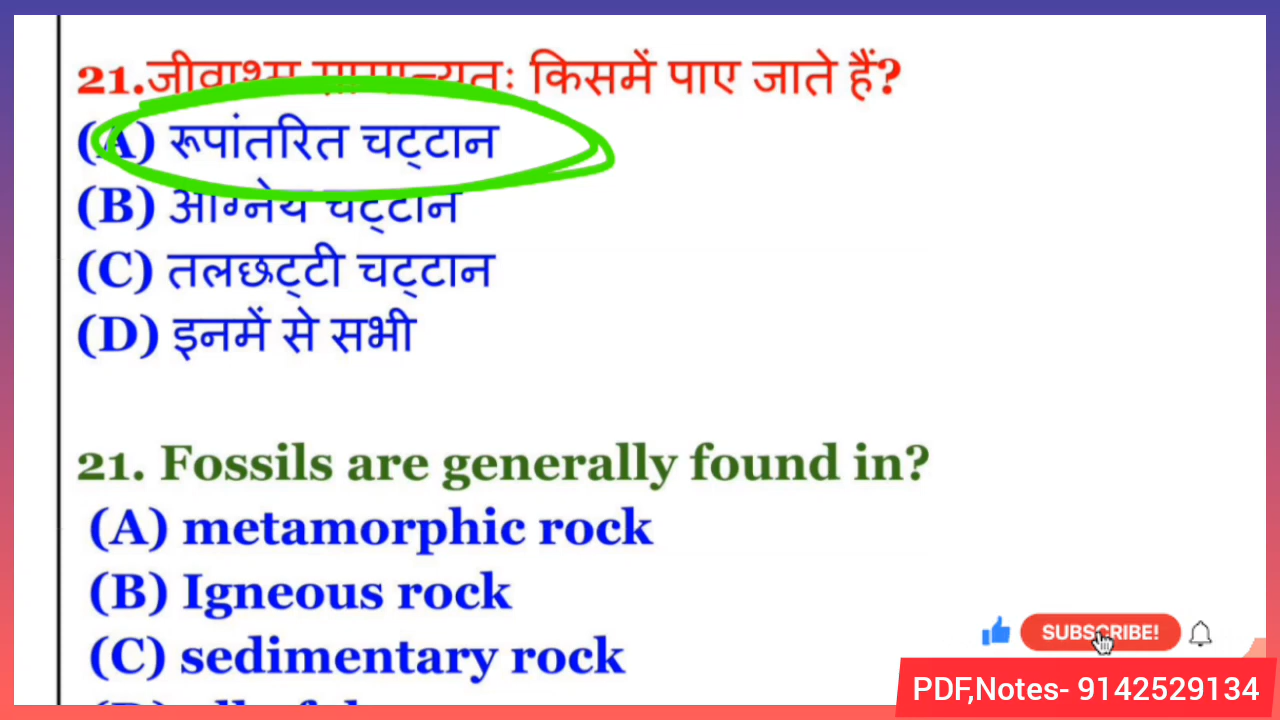 21.जीवाश्म सामान्यतः किसमें पाए जाते हैं?
(A) रूपांतरित चट्टान
(B) आग्नेय चट्टान
(C) तलछट्टी चट्टान
(D) इनमें से सभी
21. Fossils are generally found in?
(A) metamorphic rock
(B) Igneous rock
(C) sedimentary rock
SUBSCRIBE!
PDF,Notes- 9142529134